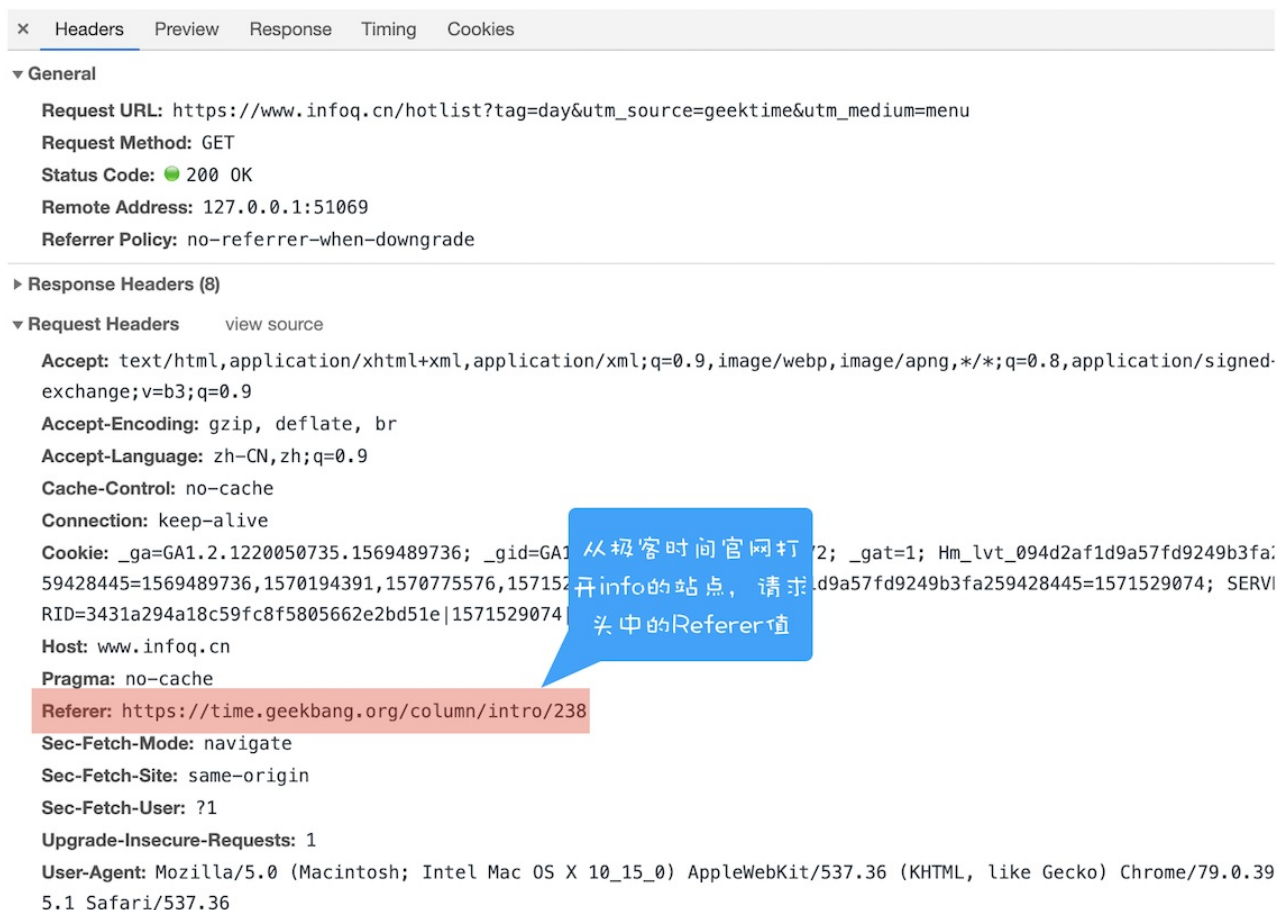 × Headers Preview Response Timing Cookies
General
Request URL: https://www.infoq.cn/hotlist?tag=day&utm_source=geektime&utm_medium=menu
Request Method: GET
Status Code: 200 OK
Remote Address: 127.0.0.1:51069
Referrer Policy: no-referrer-when-downgrade
Response Headers (8)
Request Headers view source
Accept: text/html,application/xhtml+xml,application/xml;q=0.9,image/webp,image/apng,*/*;q=0.8,application/signed-
exchange;v=b3;q=0.9
Accept-Encoding: gzip, deflate, br
Accept-Language: zh-CN,zh;q=0.9
Cache-Control: no-cache
Connection: keep-alive
Cookie: _ga=GA1.2.1220050735.1569489736; _gid=GA1 2; _gat=1; Hm_lvt_094d2af1d9a57fd9249b3fa2
59428445=1569489736,1570194391,1570775576,157152 d9a57fd9249b3fa259428445=1571529074; SERV
RID=3431a294a18c59fc8f5805662e2bd51e|1571529074|
从极客时间官网打
开info的站点，请求
头中的Referer值
Host: www.infoq.cn
Pragma: no-cache
Referer: https://time.geekbang.org/column/intro/238
Sec-Fetch-Mode: navigate
Sec-Fetch-Site: same-origin
Sec-Fetch-User: ?1
Upgrade-Insecure-Requests: 1
User-Agent: Mozilla/5.0 (Macintosh; Intel Mac OS X 10_15_0) AppleWebKit/537.36 (KHTML, like Gecko) Chrome/79.0.39
5.1 Safari/537.36